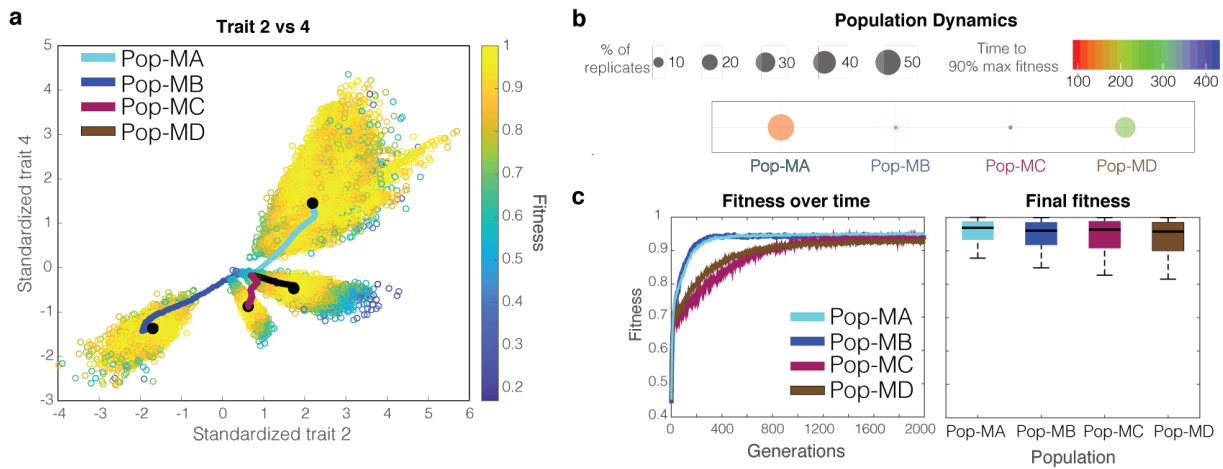 a
Trait 2 vs 4
Pop-MA
Pop-MB
Pop-MC
Pop-MD
5
4
3
2
1
0
-1
-2
-3
Standardized trait 4
-4 -3 -2 -1 0 1 2 3 4 5 6
Standardized trait 2
1
0.9
0.8
0.7
0.6
0.5
0.4
0.3
0.2
Fitness
b
Population Dynamics
% of
replicates
10 20 30 40 50
Time to
90% max fitness
100 200 300 400
Pop-MA Pop-MB Pop-MC Pop-MD
c
Fitness over time
1
0.9
0.8
0.7
0.6
0.5
0.4
Fitness
Pop-MA
Pop-MB
Pop-MC
Pop-MD
0 400 800 1200 1600 2000
Generations
Final fitness
Pop-MA Pop-MB Pop-MC Pop-MD
Population